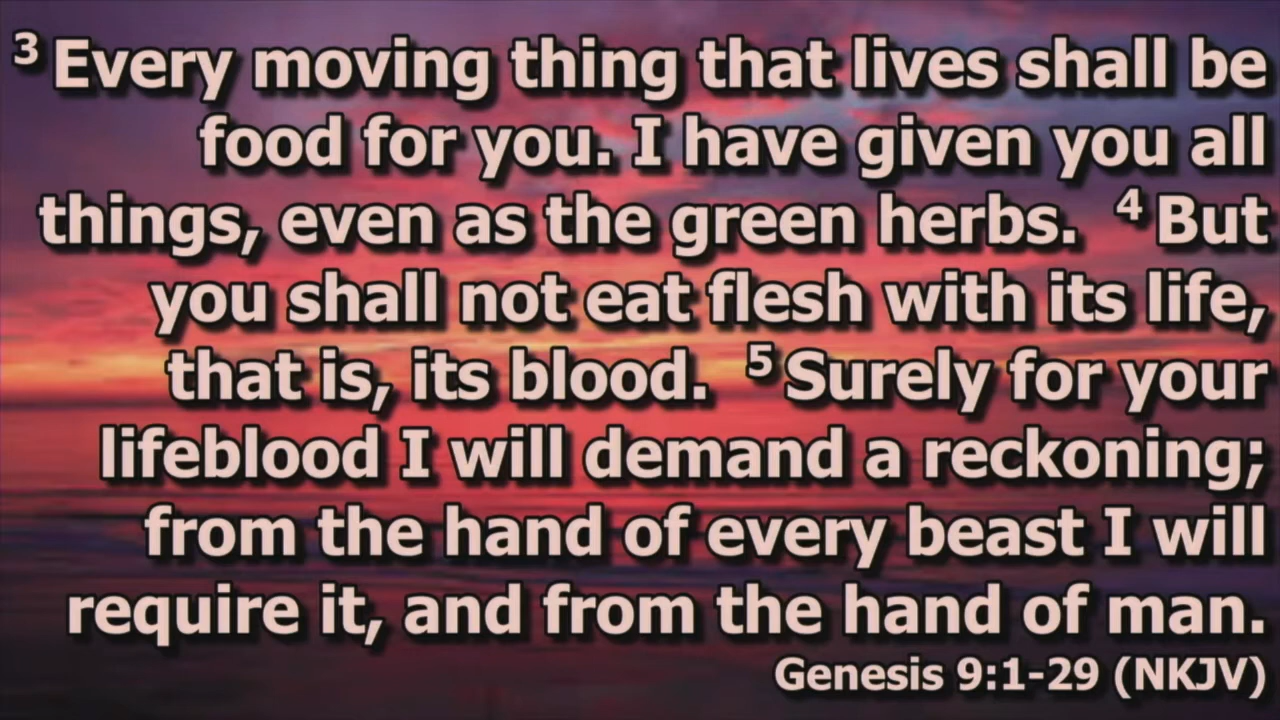 3 Every moving thing that lives shall be
food for you. I have given you all
things, even as the green herbs. 4 But
you shall not eat flesh with its life,
that is, its blood. 5 Surely for your
lifeblood I will demand a reckoning;
from the hand of every beast I will
require it, and from the hand of man.
Genesis 9:1-29 (NKJV)